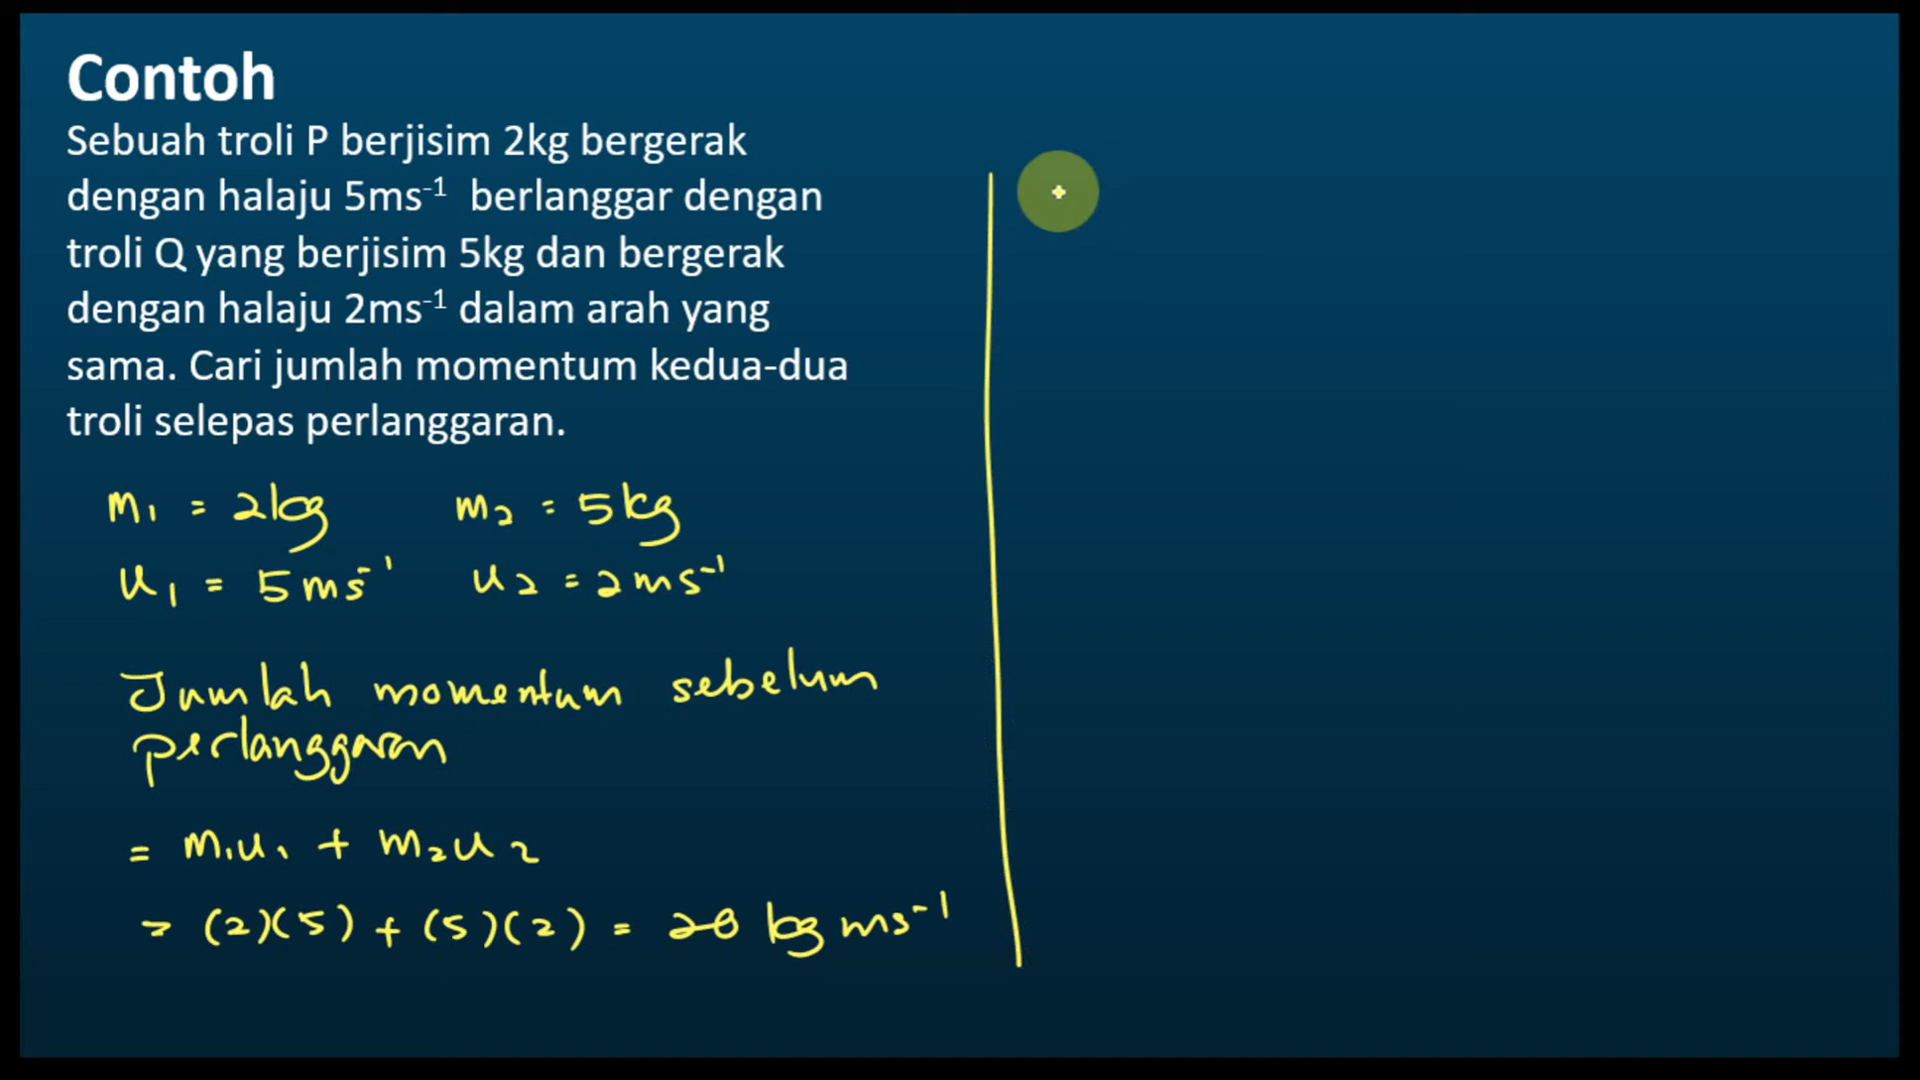 Contoh
Sebuah troli P berjisim 2kg bergerak
dengan halaju 5ms⁻¹ berlanggar dengan
troli Q yang berjisim 5kg dan bergerak
dengan halaju 2ms⁻¹ dalam arah yang
sama. Cari jumlah momentum kedua-dua
troli selepas perlanggaran.
m₁ = 2kg m₂ = 5kg
u₁ = 5ms⁻¹ u₂ = 2ms⁻¹
Jumlah momentum sebelum
perlanggaran
= m₁u₁ + m₂u₂
= (2)(5) + (5)(2) = 20 kg ms⁻¹